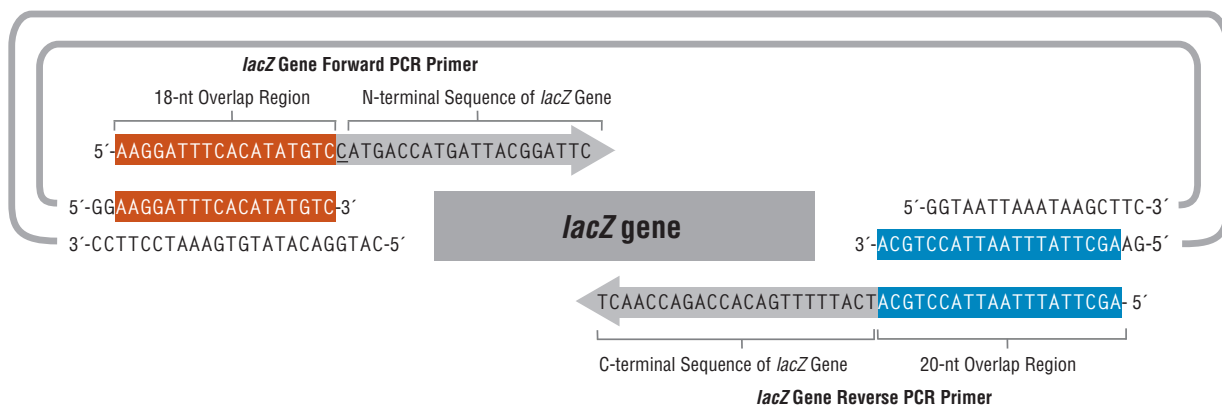 lacZ Gene Forward PCR Primer
18-nt Overlap Region N-terminal Sequence of lacZ Gene
5´-AAGGATTTCACATATGTCCATGACCATGATTACGGATTC
5´-GGAAGGATTTCACATATGTC-3´
3´-CCTTCCTAAAGTGTATACAGGTAC-5´
lacZ gene
5´-GGTAATTAAATAAGCTTC-3´
3´-ACGTCCATTAATTTATTCGAAG-5´
TCAACCAGACCACAGTTTTTACTACGTCCATTAATTTATTCGA-5´
C-terminal Sequence of lacZ Gene 20-nt Overlap Region
lacZ Gene Reverse PCR Primer